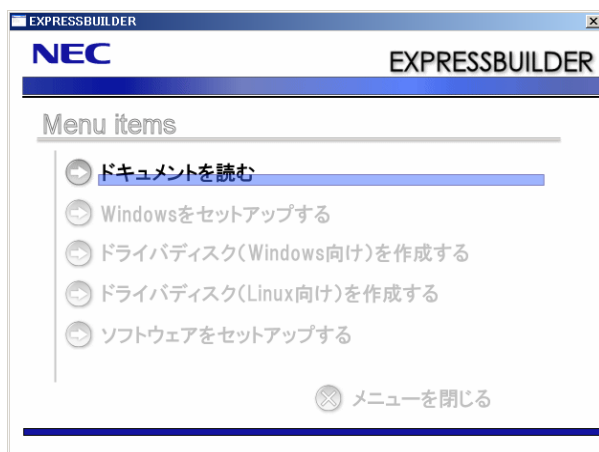 EXPRESSBUILDER
NEC
EXPRESSBUILDER
Menu items
ドキュメントを読む
Windowsをセットアップする
ドライバディスク(Windows向け)を作成する
ドライバディスク(Linux向け)を作成する
ソフトウェアをセットアップする
メニューを閉じる